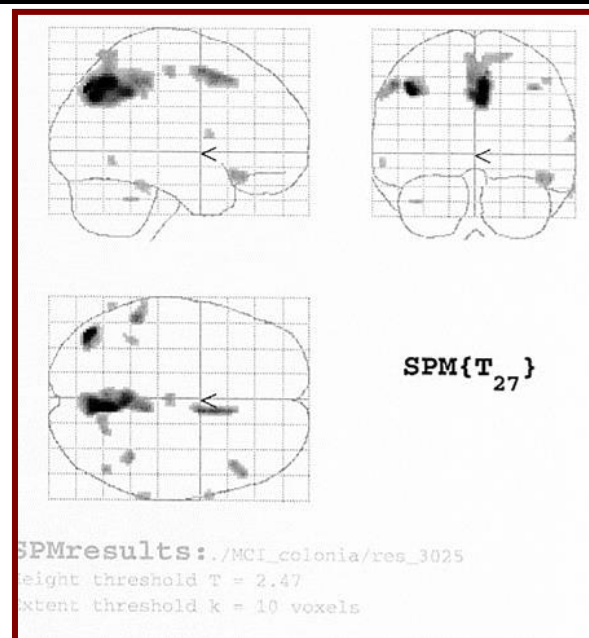 <
<
SPM{T27}
<
SPMresults: ./MCI_colonia/res_3025
eight threshold T = 2.47
xtent threshold k = 10 voxels